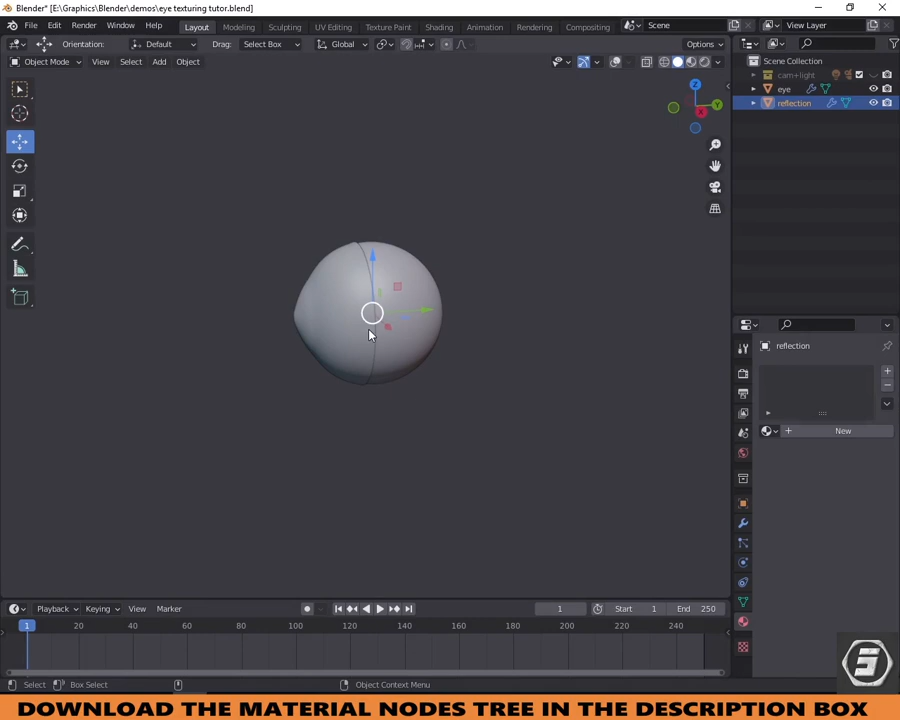 Blender* [E:\Graphics\Blender\demos\eye texturing tutor.blend]
File Edit Render Window Help Layout Modeling Sculpting UV Editing Texture Paint Shading Animation Rendering Compositing Scene View Layer
Orientation: Default Drag: Select Box Global Options
Object Mode View Select Add Object
Scene Collection
cam+light
eye
reflection
Z
Y
X
reflection
New
Playback Keying View Marker 1 Start 1 End 250
1 20 40 60 80 100 120 140 160 180 200 220 240
Select Box Select Object Context Menu
DOWNLOAD THE MATERIAL NODES TREE IN THE DESCRIPTION BOX